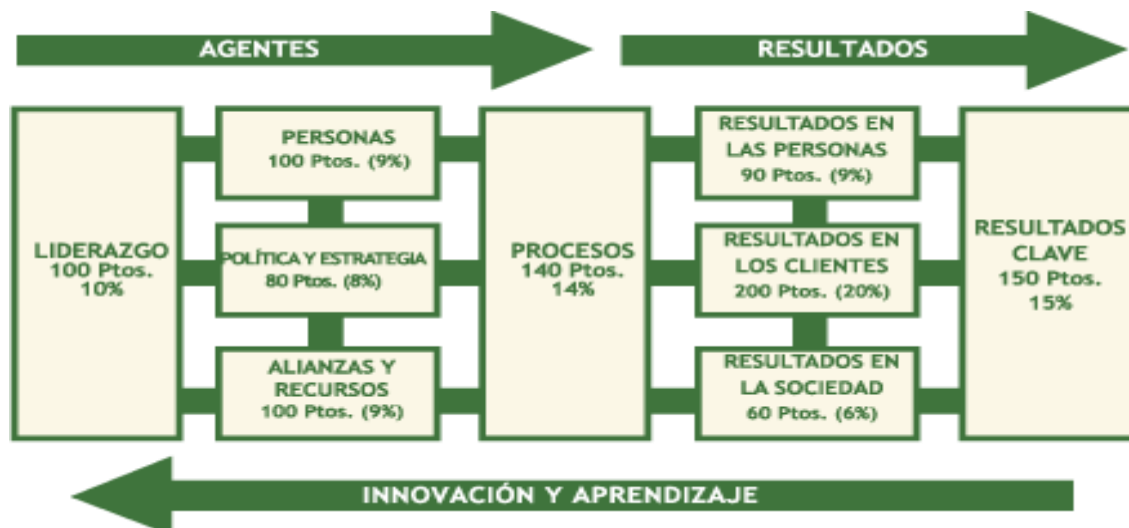 AGENTES
RESULTADOS
LIDERAZGO
100 Ptos.
10%
PERSONAS
100 Ptos. (9%)
POLÍTICA Y ESTRATEGIA
80 Ptos. (8%)
ALIANZAS Y
RECURSOS
100 Ptos. (9%)
PROCESOS
140 Ptos.
14%
RESULTADOS EN
LAS PERSONAS
90 Ptos. (9%)
RESULTADOS EN
LOS CLIENTES
200 Ptos. (20%)
RESULTADOS EN
LA SOCIEDAD
60 Ptos. (6%)
RESULTADOS
CLAVE
150 Ptos.
15%
INNOVACIÓN Y APRENDIZAJE